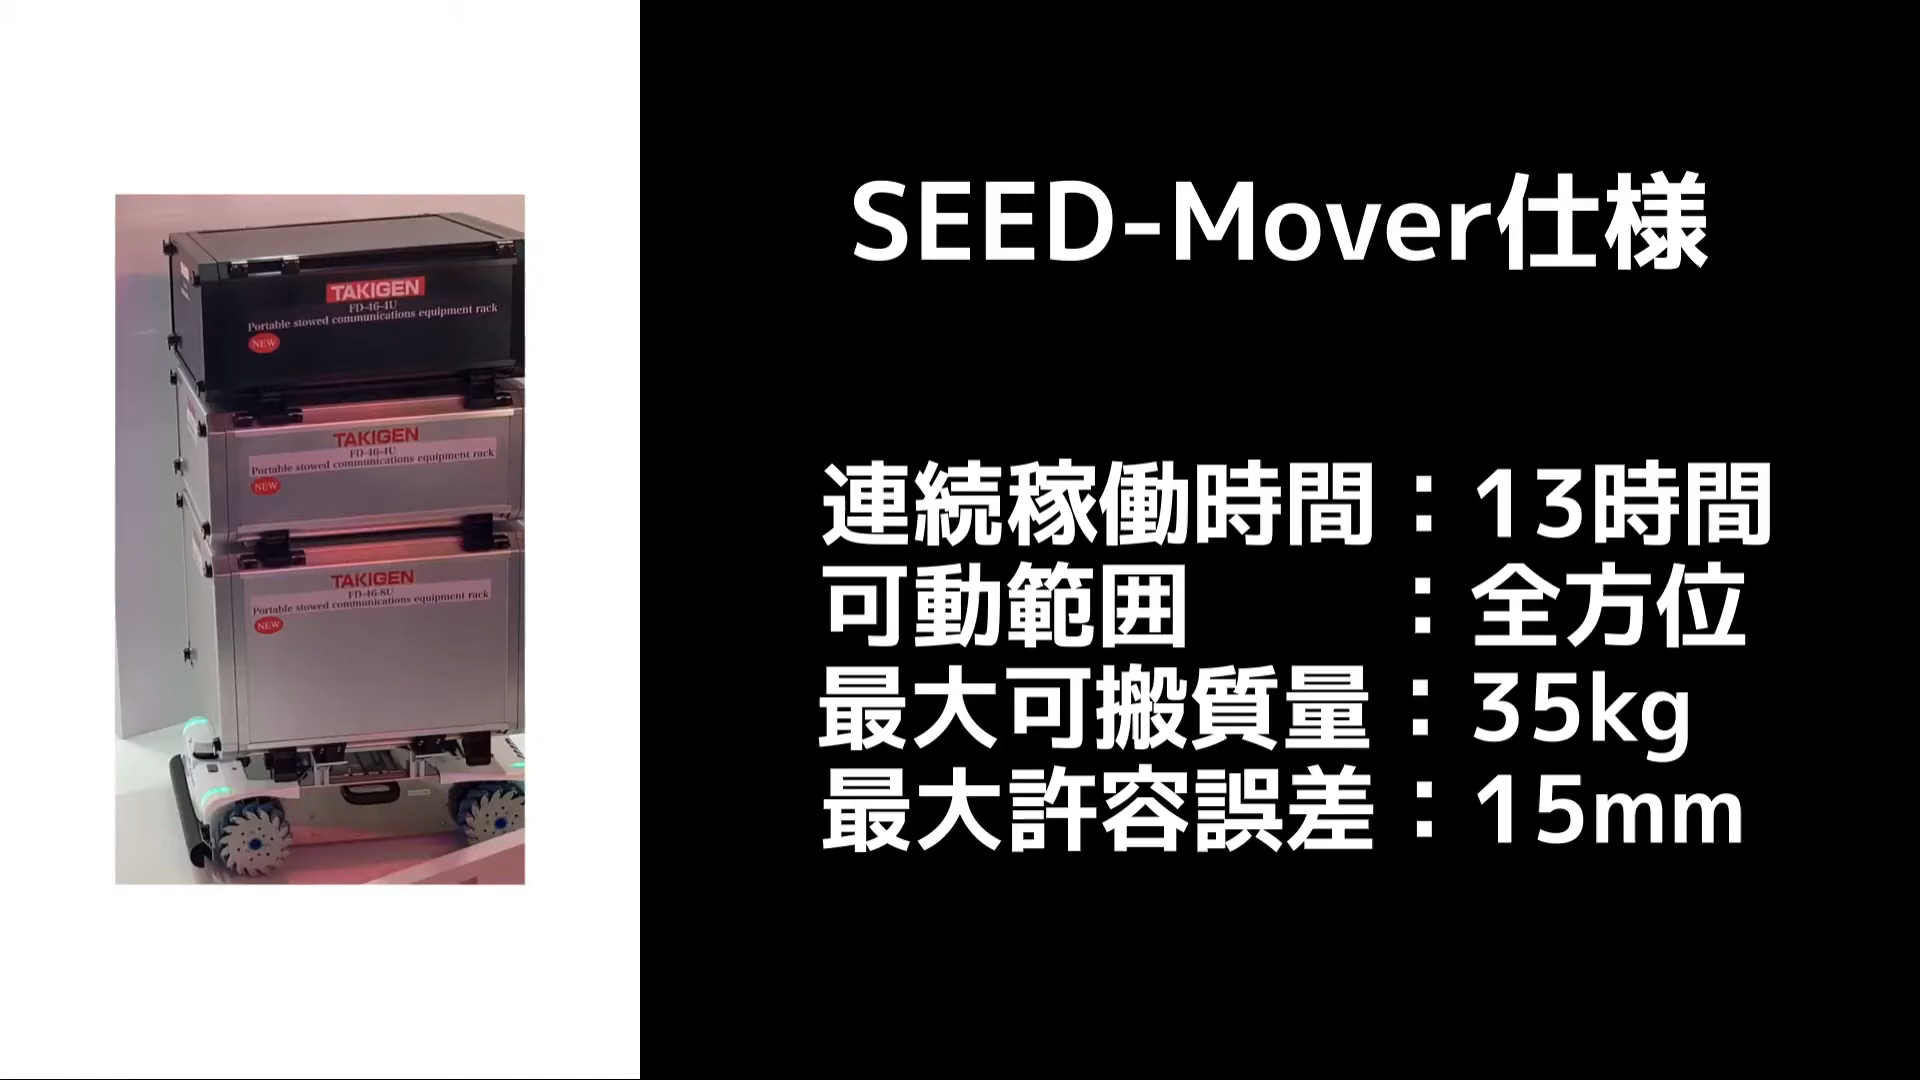 TAKIGEN
FD-46-4U
Portable stowed communications equipment rack
NEW
TAKIGEN
FD-46-4U
Portable stowed communications equipment rack
NEW
TAKIGEN
FD-46-8U
Portable stowed communications equipment rack
NEW
SEED-Mover仕様
連続稼働時間：13時間
可動範囲　　：全方位
最大可搬質量：35kg
最大許容誤差：15mm